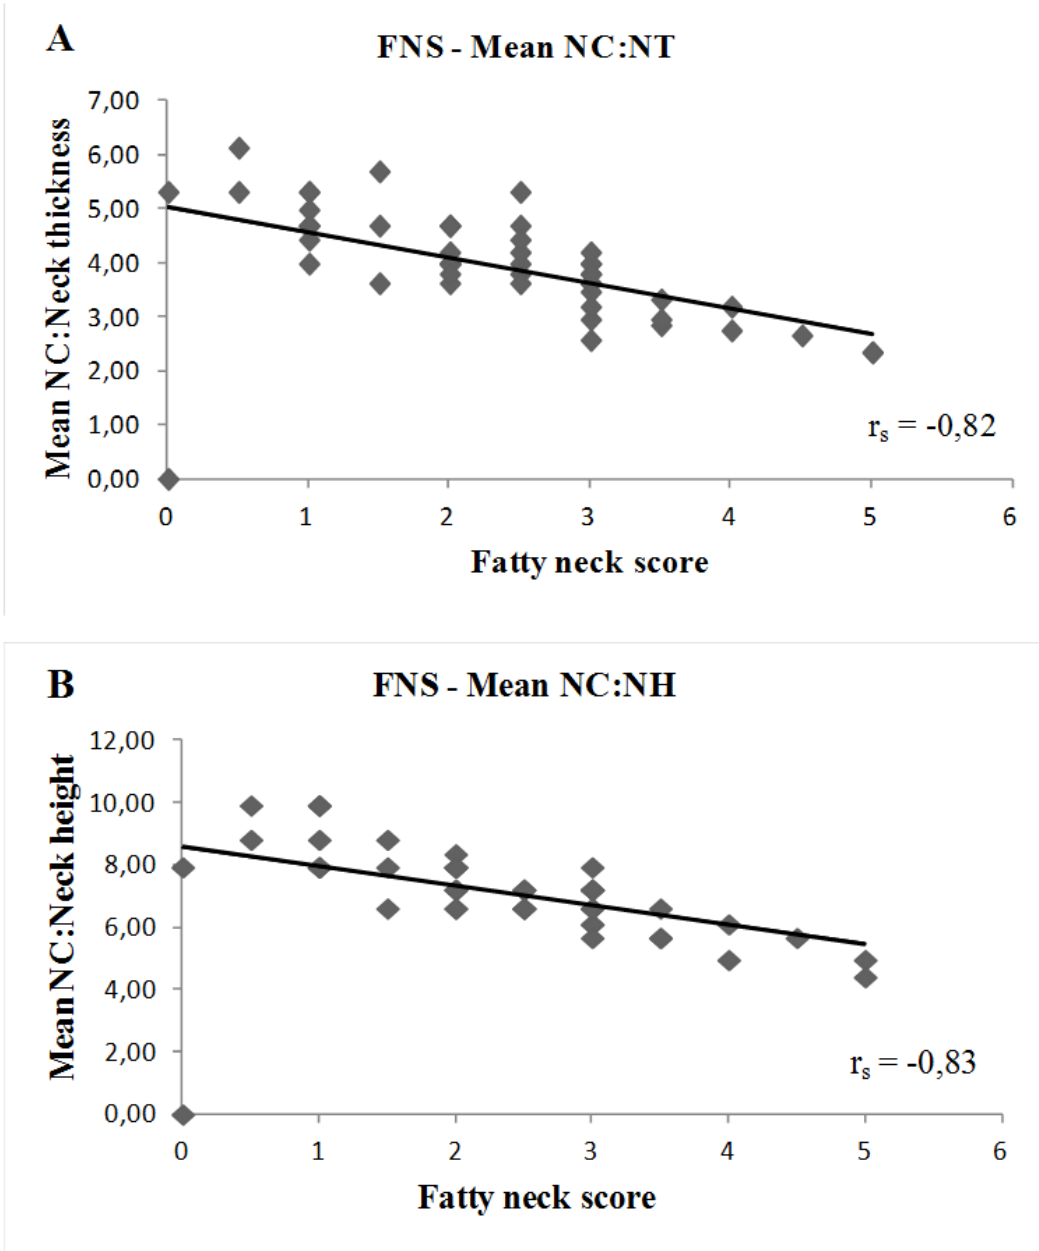 A
FNS - Mean NC:NT
Mean NC:Neck thickness
7,00
6,00
5,00
4,00
3,00
2,00
1,00
0,00
rs = -0,82
0 1 2 3 4 5 6
Fatty neck score
B
FNS - Mean NC:NH
Mean NC:Neck height
12,00
10,00
8,00
6,00
4,00
2,00
0,00
rs = -0,83
0 1 2 3 4 5 6
Fatty neck score